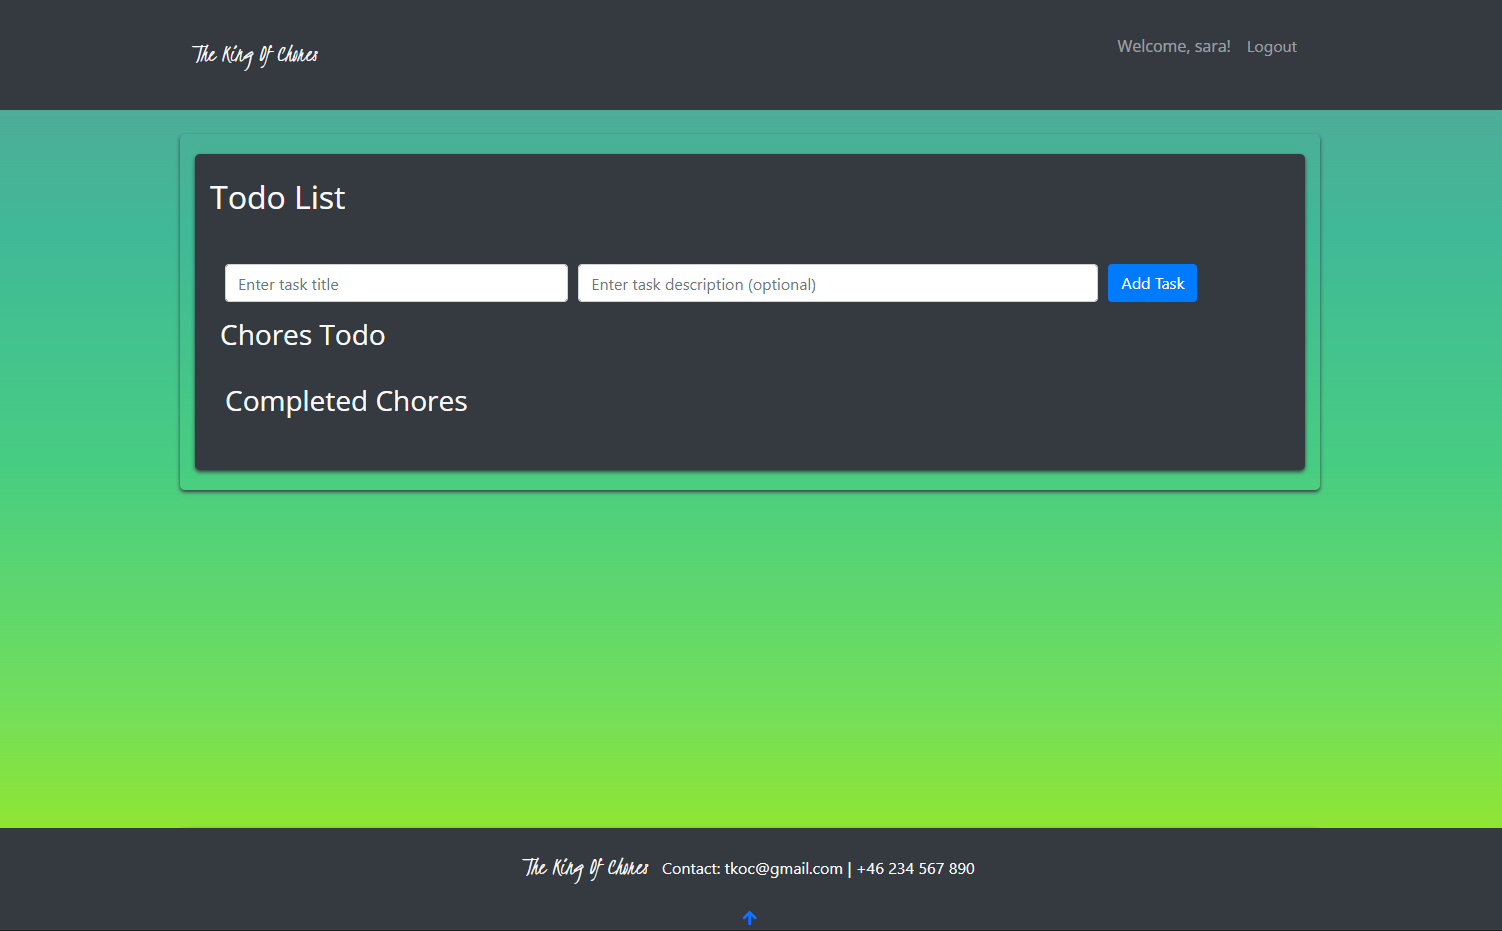 The King Of Chores
Welcome, sara! Logout
Todo List
Enter task title Enter task description (optional) Add Task
Chores Todo
Completed Chores
The King Of Chores Contact: tkoc@gmail.com | +46 234 567 890